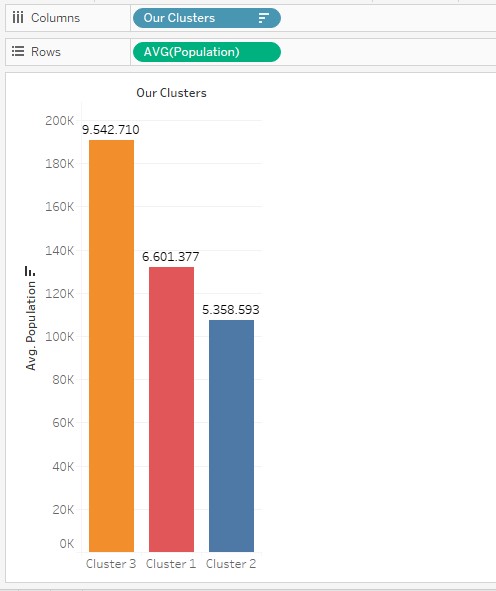 Columns
Our Clusters
Rows
AVG(Population)
Our Clusters
200K
180K
160K
140K
120K
100K
80K
60K
40K
20K
0K
Avg. Population
9.542.710
6.601.377
5.358.593
Cluster 3 Cluster 1 Cluster 2